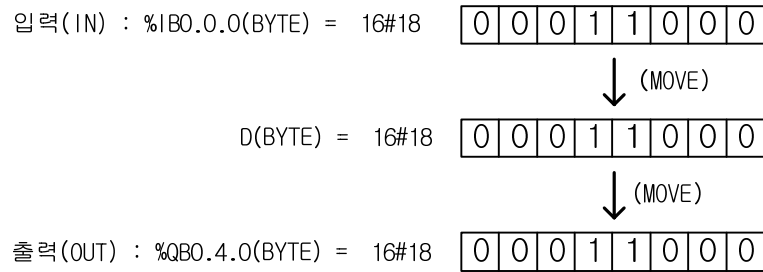 입력(IN) : %IB0.0.0(BYTE) = 16#18 0 0 0 1 1 0 0 0
(MOVE)
D(BYTE) = 16#18 0 0 0 1 1 0 0 0
(MOVE)
출력(OUT) : %QB0.4.0(BYTE) = 16#18 0 0 0 1 1 0 0 0